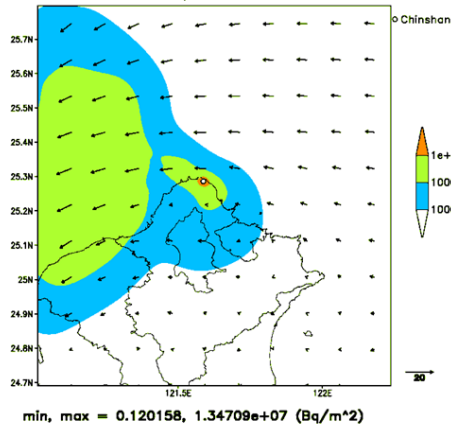 25.7N
Chinshan
25.6N
25.5N
25.4N
1e+
25.3N
100
25.2N
100
25.1N
25N
24.9N
24.8N
24.7N
20
121.5E 122E
min, max = 0.120158, 1.34709e+07 (Bq/m^2)